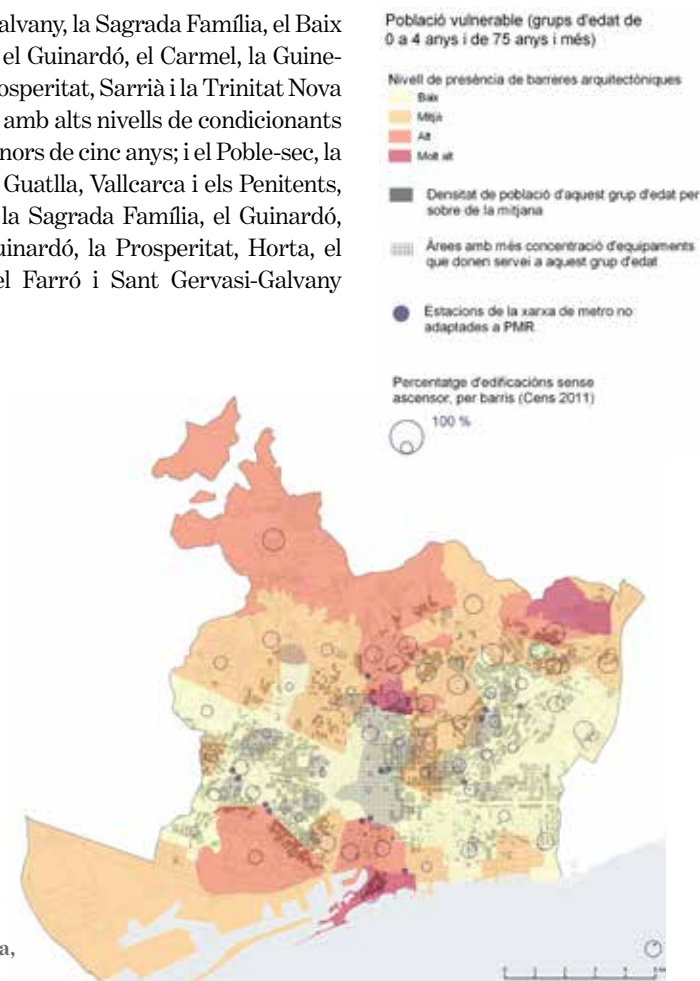 alvany, la Sagrada Família, el Baix
el Guinardó, el Carmel, la Guine-
osperitat, Sarrià i la Trinitat Nova
amb alts nivells de condicionants
nors de cinc anys; i el Poble-sec, la
Guatlla, Vallcarca i els Penitents,
la Sagrada Família, el Guinardó,
uinardó, la Prosperitat, Horta, el
el Farró i Sant Gervasi-Galvany
Població vulnerable (grups d'edat de
0 a 4 anys i de 75 anys i més)
Nivell de presència de barreres arquitectòniques
Baix
Mitjà
Alt
Molt alt
Densitat de població d'aquest grup d'edat per
sobre de la mitjana
Àrees amb més concentració d'equipaments
que donen servei a aquest grup d'edat
Estacions de la xarxa de metro no
adaptades a PMR
Percentatge d'edificacións sense
ascensor, per barris (Cens 2011)
100 %
a,